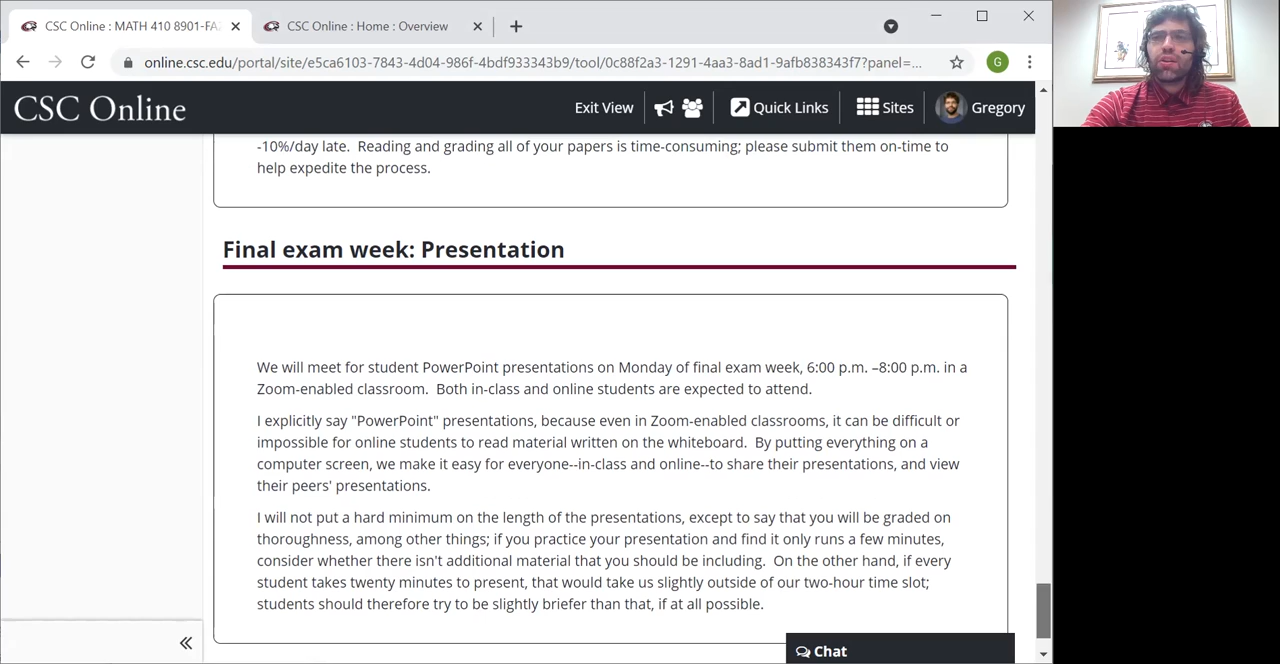 CSC Online : MATH 410 8901-FA2
CSC Online : Home : Overview
online.csc.edu/portal/site/e5ca6103-7843-4d04-986f-4bdf933343b9/tool/0c88f2a3-1291-4aa3-8ad1-9afb838343f7?panel=...
G
CSC Online
Exit View
Quick Links
Sites
Gregory
-10%/day late.  Reading and grading all of your papers is time-consuming; please submit them on-time to
help expedite the process.
Final exam week: Presentation
We will meet for student PowerPoint presentations on Monday of final exam week, 6:00 p.m. –8:00 p.m. in a
Zoom-enabled classroom.  Both in-class and online students are expected to attend.
I explicitly say "PowerPoint" presentations, because even in Zoom-enabled classrooms, it can be difficult or
impossible for online students to read material written on the whiteboard.  By putting everything on a
computer screen, we make it easy for everyone--in-class and online--to share their presentations, and view
their peers' presentations.
I will not put a hard minimum on the length of the presentations, except to say that you will be graded on
thoroughness, among other things; if you practice your presentation and find it only runs a few minutes,
consider whether there isn't additional material that you should be including.  On the other hand, if every
student takes twenty minutes to present, that would take us slightly outside of our two-hour time slot;
students should therefore try to be slightly briefer than that, if at all possible.
Chat